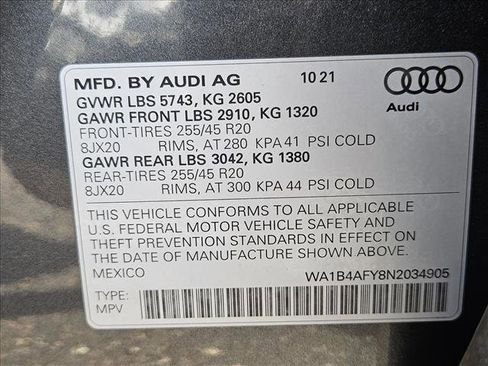 MFD. BY AUDI AG 10 21
GVWR LBS 5743, KG 2605
GAWR FRONT LBS 2910, KG 1320
FRONT-TIRES 255/45 R20
8JX20 RIMS, AT 280 KPA 41 PSI COLD
GAWR REAR LBS 3042, KG 1380
REAR-TIRES 255/45 R20
8JX20 RIMS, AT 300 KPA 44 PSI COLD
Audi
THIS VEHICLE CONFORMS TO ALL APPLICABLE
U.S. FEDERAL MOTOR VEHICLE SAFETY AND
THEFT PREVENTION STANDARDS IN EFFECT ON
THE DATE OF MANUFACTURE SHOWN ABOVE.
MEXICO WA1B4AFY8N2034905
TYPE:
MPV